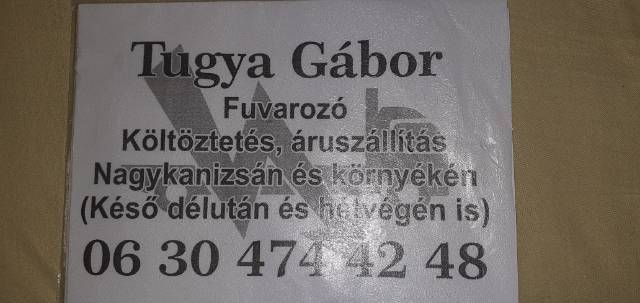 Tugya Gábor
Fuvarozó
Költöztetés, áruszállítás
Nagykanizsán és környékén
(Késő délután és hétvégén is)
06 30 474 42 48